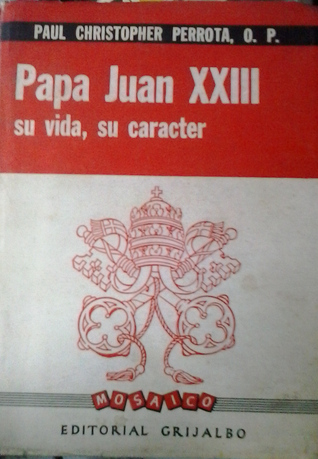 PAUL CHRISTOPHER PERROTA, O. P.
Papa Juan XXIII
su vida, su caracter
MOSAICO
EDITORIAL GRIJALBO